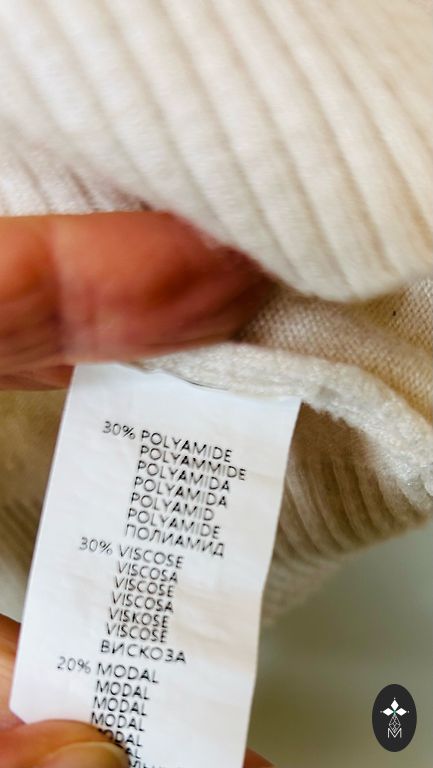 30% POLYAMIDE
POLYAMMIDE
POLYAMIDA
POLYAMIDA
POLYAMID
POLYAMIDE
ПОЛИАМИД
30% VISCOSE
VISCOSA
VISCOSE
VISCOSA
VISKOSE
VISCOSE
ВИСКОЗА
20% MODAL
MODAL
MODAL
MODAL
MODAL
M